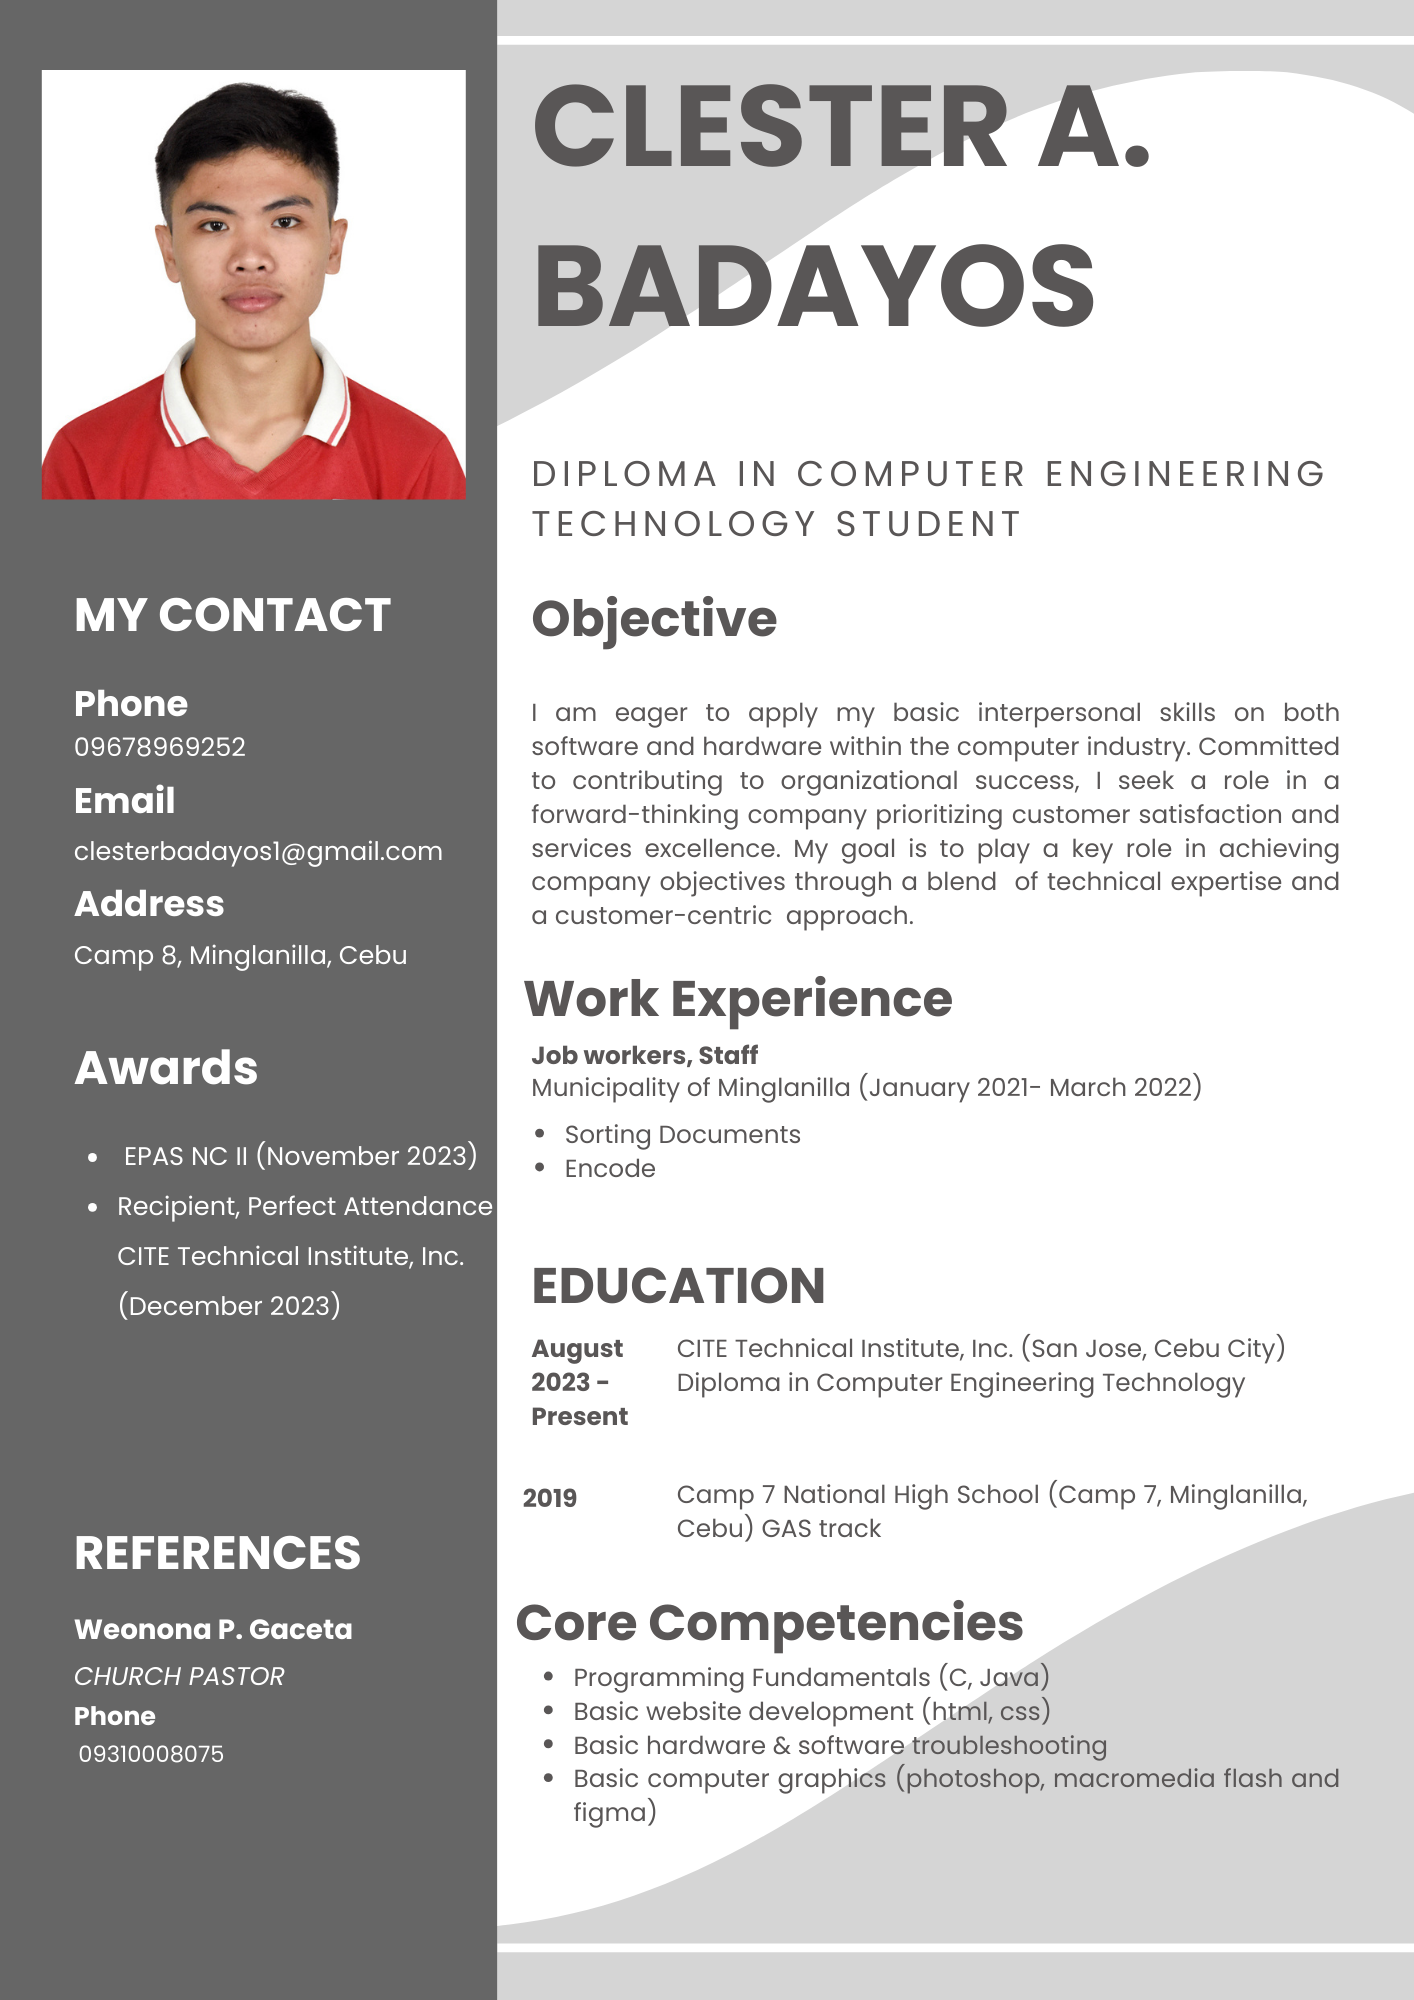 CLESTER A.
BADAYOS
DIPLOMA IN COMPUTER ENGINEERING
TECHNOLOGY STUDENT
MY CONTACT
Phone
09678969252
Email
clesterbadayos1@gmail.com
Address
Camp 8, Minglanilla, Cebu
Awards
• EPAS NC II (November 2023)
• Recipient, Perfect Attendance
CITE Technical Institute, Inc.
(December 2023)
REFERENCES
Weonona P. Gaceta
CHURCH PASTOR
Phone
09310008075
Objective
I am eager to apply my basic interpersonal skills on both
software and hardware within the computer industry. Committed
to contributing to organizational success, I seek a role in a
forward-thinking company prioritizing customer satisfaction and
services excellence. My goal is to play a key role in achieving
company objectives through a blend of technical expertise and
a customer-centric approach.
Work Experience
Job workers, Staff
Municipality of Minglanilla (January 2021- March 2022)
• Sorting Documents
• Encode
EDUCATION
August
2023 -
Present
CITE Technical Institute, Inc. (San Jose, Cebu City)
Diploma in Computer Engineering Technology
2019
Camp 7 National High School (Camp 7, Minglanilla,
Cebu) GAS track
Core Competencies
• Programming Fundamentals (C, Java)
• Basic website development (html, css)
• Basic hardware & software troubleshooting
• Basic computer graphics (photoshop, macromedia flash and
figma)